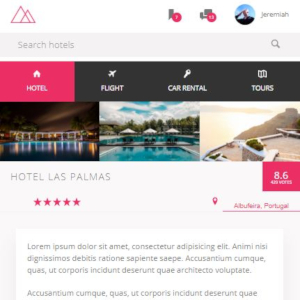 7
13
Jeremiah
Search hotels
HOTEL
FLIGHT
CAR RENTAL
TOURS
HOTEL LAS PALMAS
8.6
429 VOTES
Albufeira, Portugal
Lorem ipsum dolor sit amet, consectetur adipisicing elit. Animi nisi
dignissimos debitis ratione sapiente saepe. Accusantium cumque,
quas, ut corporis incidunt deserunt quae architecto voluptate.
Accusantium cumque, quas, ut corporis incidunt deserunt quae